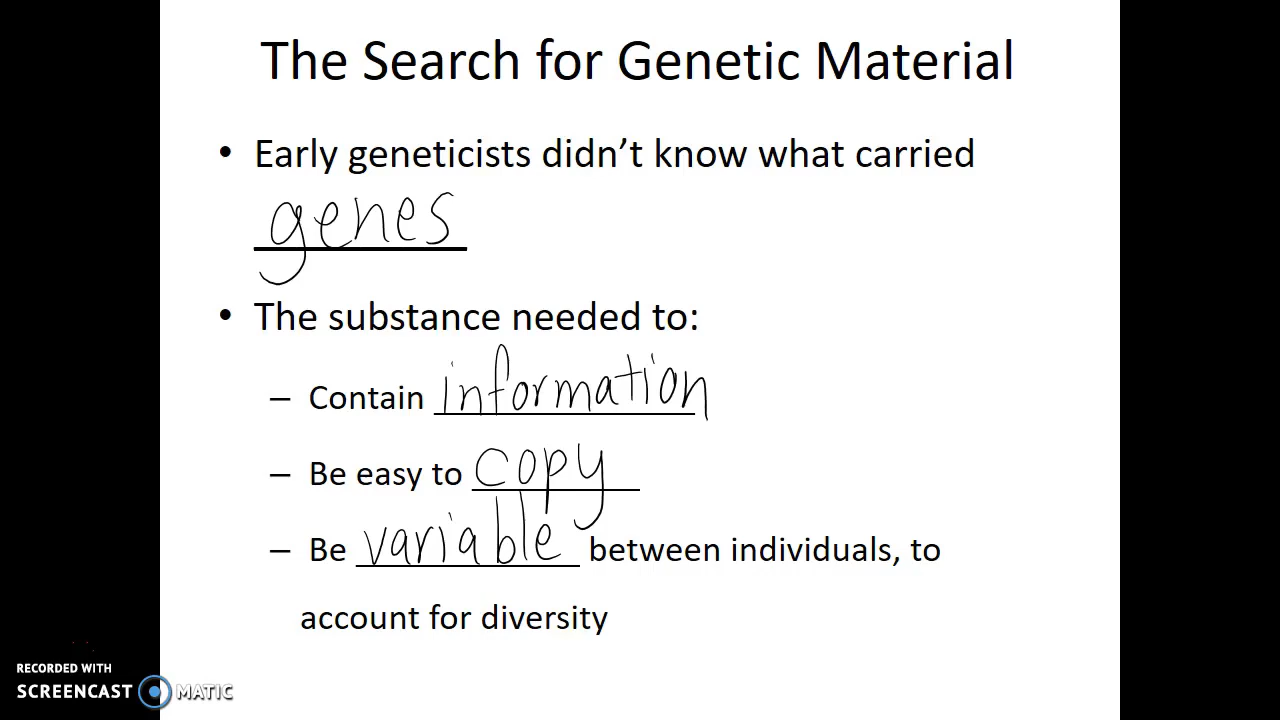 The Search for Genetic Material
• Early geneticists didn't know what carried
genes
• The substance needed to:
– Contain information
– Be easy to copy
– Be variable between individuals, to
account for diversity
RECORDED WITH
SCREENCAST MATIC